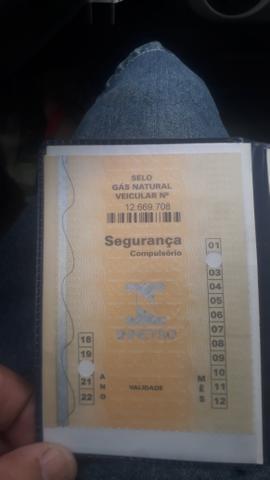 SELO
GÁS NATURAL
VEICULAR Nº
12.669.708
Segurança
Compulsório
INMETRO
01
03
04
05
06
07
08
09
10
11
12
MÊS
18
19
21
22
ANO
VALIDADE